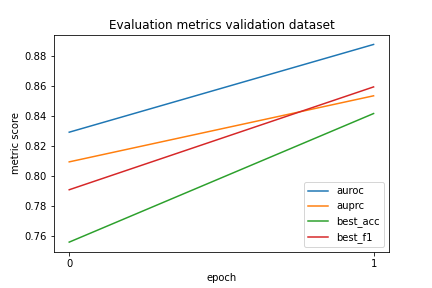 Evaluation metrics validation dataset
metric score
0.88
0.86
0.84
0.82
0.80
0.78
0.76
auroc
auprc
best_acc
best_f1
0 1
epoch